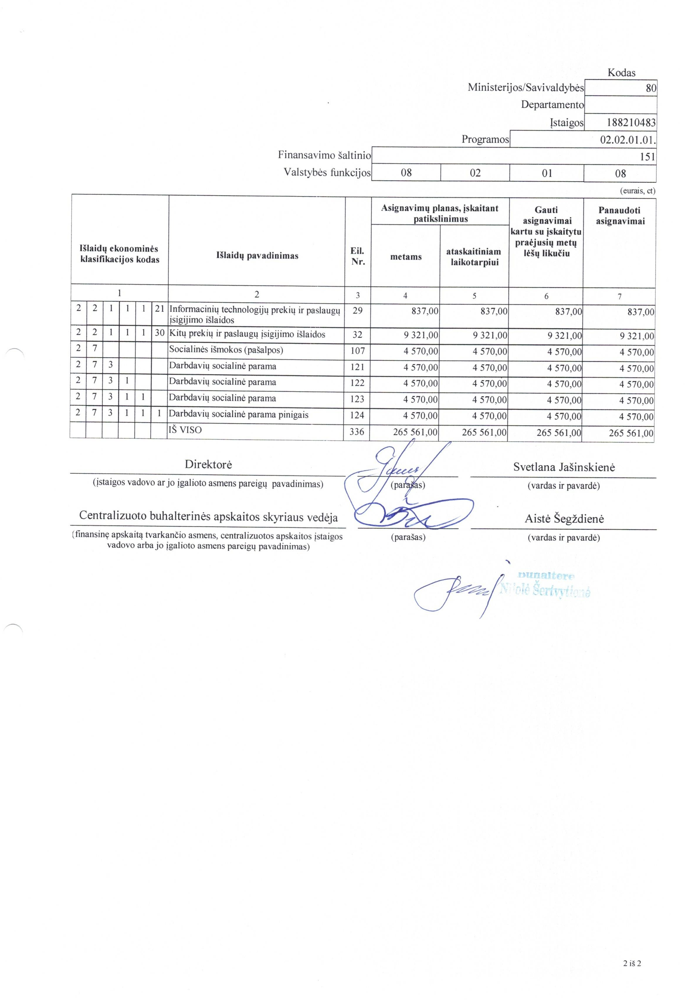 Kodas
Ministerijos/Savivaldybės 80
Departamento
Įstaigos 188210483
Programos 02.02.01.01.
Finansavimo šaltinio 151
Valstybės funkcijos 08 02 01 08
(eurais, ct)
Išlaidų ekonominės klasifikacijos kodas
Išlaidų pavadinimas
Eil. Nr.
Asignavimų planas, įskaitant patikslinimus
metams
ataskaitiniam laikotarpiui
Gauti asignavimai kartu su įskaitytu praėjusių metų lėšų likučiu
Panaudoti asignavimai
1 2 3 4 5 6 7
2 2 1 1 1 21 Informacinių technologijų prekių ir paslaugų įsigijimo išlaidos 29 837,00 837,00 837,00 837,00
2 2 1 1 1 30 Kitų prekių ir paslaugų įsigijimo išlaidos 32 9 321,00 9 321,00 9 321,00 9 321,00
2 7 Socialinės išmokos (pašalpos) 107 4 570,00 4 570,00 4 570,00 4 570,00
2 7 3 Darbdavių socialinė parama 121 4 570,00 4 570,00 4 570,00 4 570,00
2 7 3 1 Darbdavių socialinė parama 122 4 570,00 4 570,00 4 570,00 4 570,00
2 7 3 1 1 Darbdavių socialinė parama 123 4 570,00 4 570,00 4 570,00 4 570,00
2 7 3 1 1 1 Darbdavių socialinė parama pinigais 124 4 570,00 4 570,00 4 570,00 4 570,00
IŠ VISO 336 265 561,00 265 561,00 265 561,00 265 561,00
Direktorė Svetlana Jašinskienė
(įstaigos vadovo ar jo įgalioto asmens pareigų pavadinimas) (parašas) (vardas ir pavardė)
Centralizuoto buhalterinės apskaitos skyriaus vedėja Aistė Šegždienė
(finansinę apskaitą tvarkančio asmens, centralizuotos apskaitos įstaigos (parašas) (vardas ir pavardė)
vadovo arba jo įgalioto asmens pareigų pavadinimas)
2 iš 2